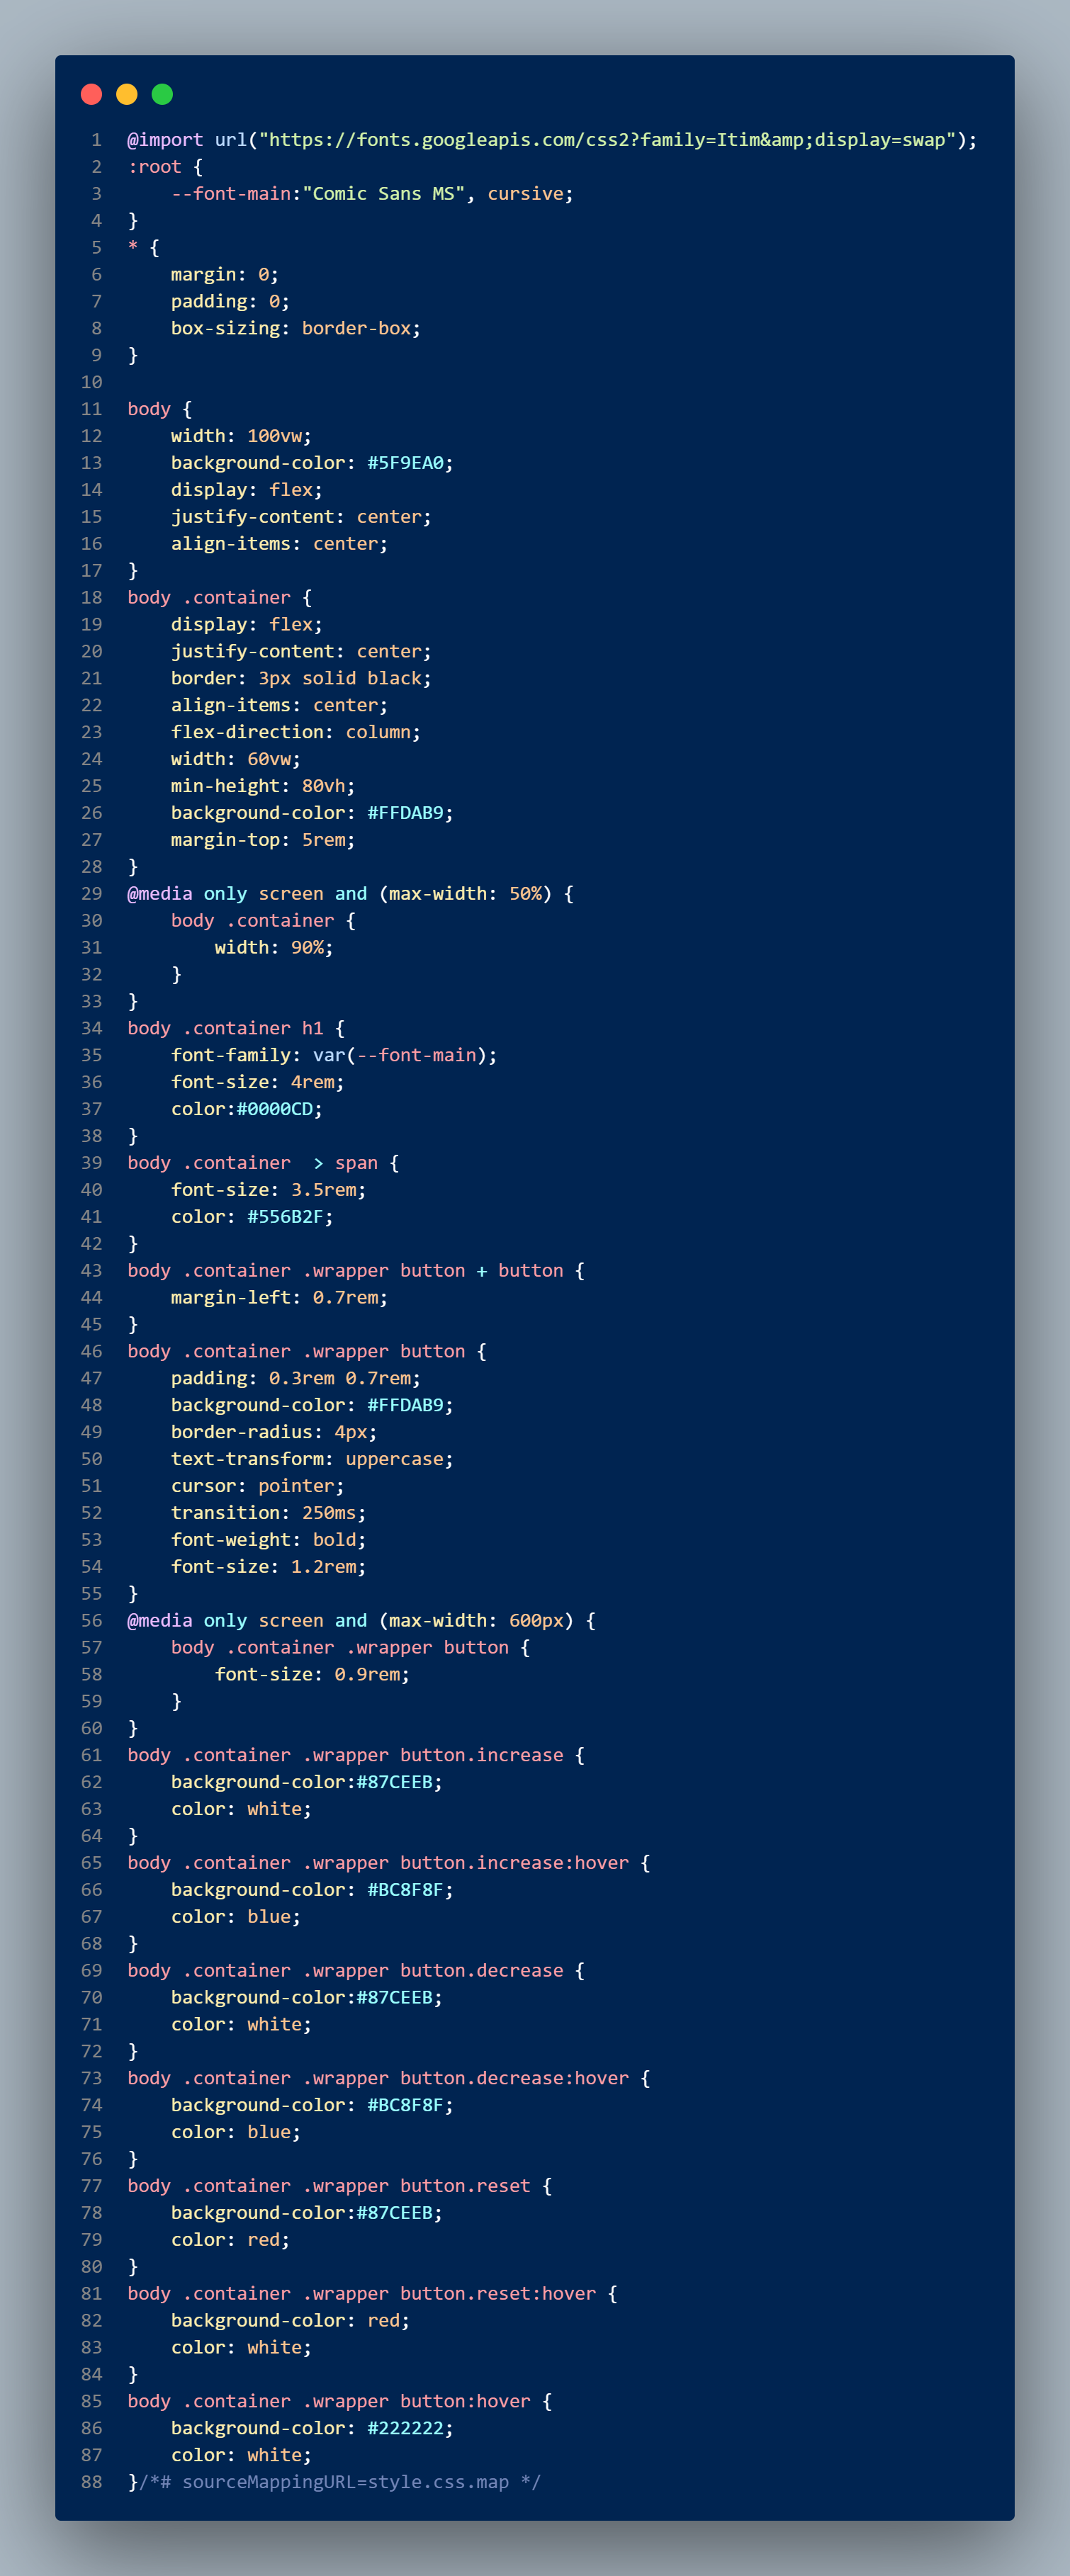 1 @import url("https://fonts.googleapis.com/css2?family=Itim&amp;display=swap");
2 :root {
3     --font-main:"Comic Sans MS", cursive;
4 }
5 * {
6     margin: 0;
7     padding: 0;
8     box-sizing: border-box;
9 }
10
11 body {
12     width: 100vw;
13     background-color: #5F9EA0;
14     display: flex;
15     justify-content: center;
16     align-items: center;
17 }
18 body .container {
19     display: flex;
20     justify-content: center;
21     border: 3px solid black;
22     align-items: center;
23     flex-direction: column;
24     width: 60vw;
25     min-height: 80vh;
26     background-color: #FFDAB9;
27     margin-top: 5rem;
28 }
29 @media only screen and (max-width: 50%) {
30     body .container {
31         width: 90%;
32     }
33 }
34 body .container h1 {
35     font-family: var(--font-main);
36     font-size: 4rem;
37     color:#0000CD;
38 }
39 body .container  > span {
40     font-size: 3.5rem;
41     color: #556B2F;
42 }
43 body .container .wrapper button + button {
44     margin-left: 0.7rem;
45 }
46 body .container .wrapper button {
47     padding: 0.3rem 0.7rem;
48     background-color: #FFDAB9;
49     border-radius: 4px;
50     text-transform: uppercase;
51     cursor: pointer;
52     transition: 250ms;
53     font-weight: bold;
54     font-size: 1.2rem;
55 }
56 @media only screen and (max-width: 600px) {
57     body .container .wrapper button {
58         font-size: 0.9rem;
59     }
60 }
61 body .container .wrapper button.increase {
62     background-color:#87CEEB;
63     color: white;
64 }
65 body .container .wrapper button.increase:hover {
66     background-color: #BC8F8F;
67     color: blue;
68 }
69 body .container .wrapper button.decrease {
70     background-color:#87CEEB;
71     color: white;
72 }
73 body .container .wrapper button.decrease:hover {
74     background-color: #BC8F8F;
75     color: blue;
76 }
77 body .container .wrapper button.reset {
78     background-color:#87CEEB;
79     color: red;
80 }
81 body .container .wrapper button.reset:hover {
82     background-color: red;
83     color: white;
84 }
85 body .container .wrapper button:hover {
86     background-color: #222222;
87     color: white;
88 }/*# sourceMappingURL=style.css.map */